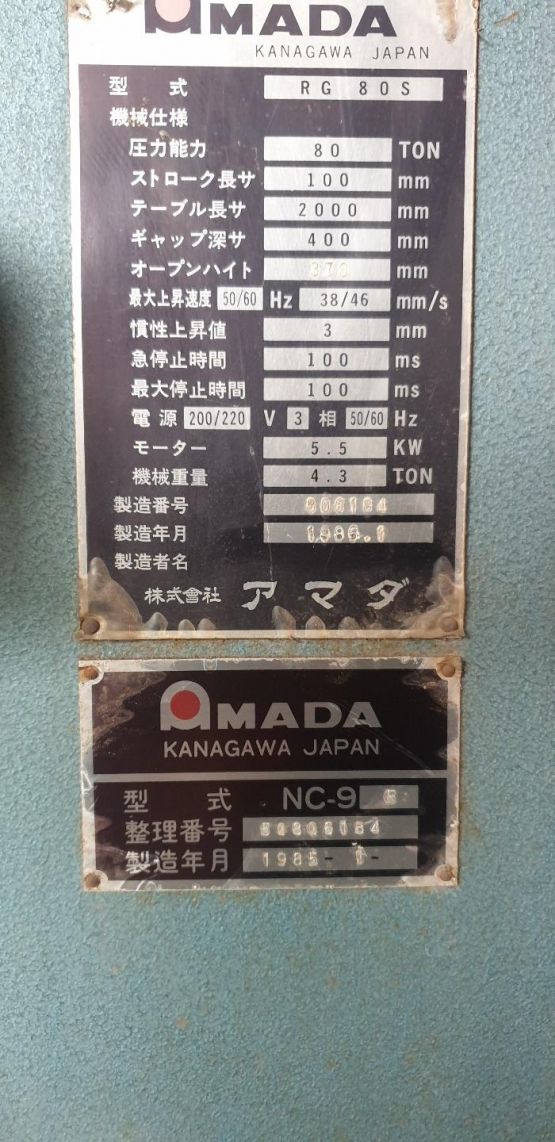 AMADA
KANAGAWA JAPAN
型 式 RG 80S
機械仕様
圧力能力 80 TON
ストローク長サ 100 mm
テーブル長サ 2000 mm
ギャップ深サ 400 mm
オープンハイト 370 mm
最大上昇速度 50/60 Hz 38/46 mm/s
慣性上昇値 3 mm
急停止時間 100 ms
最大停止時間 100 ms
電源 200/220 V 3 相 50/60 Hz
モーター 5.5 KW
機械重量 4.3 TON
製造番号
製造年月
製造者名
株式會社 アマダ
AMADA
KANAGAWA JAPAN
型 式 NC-9
整理番号
製造年月 1985-1-